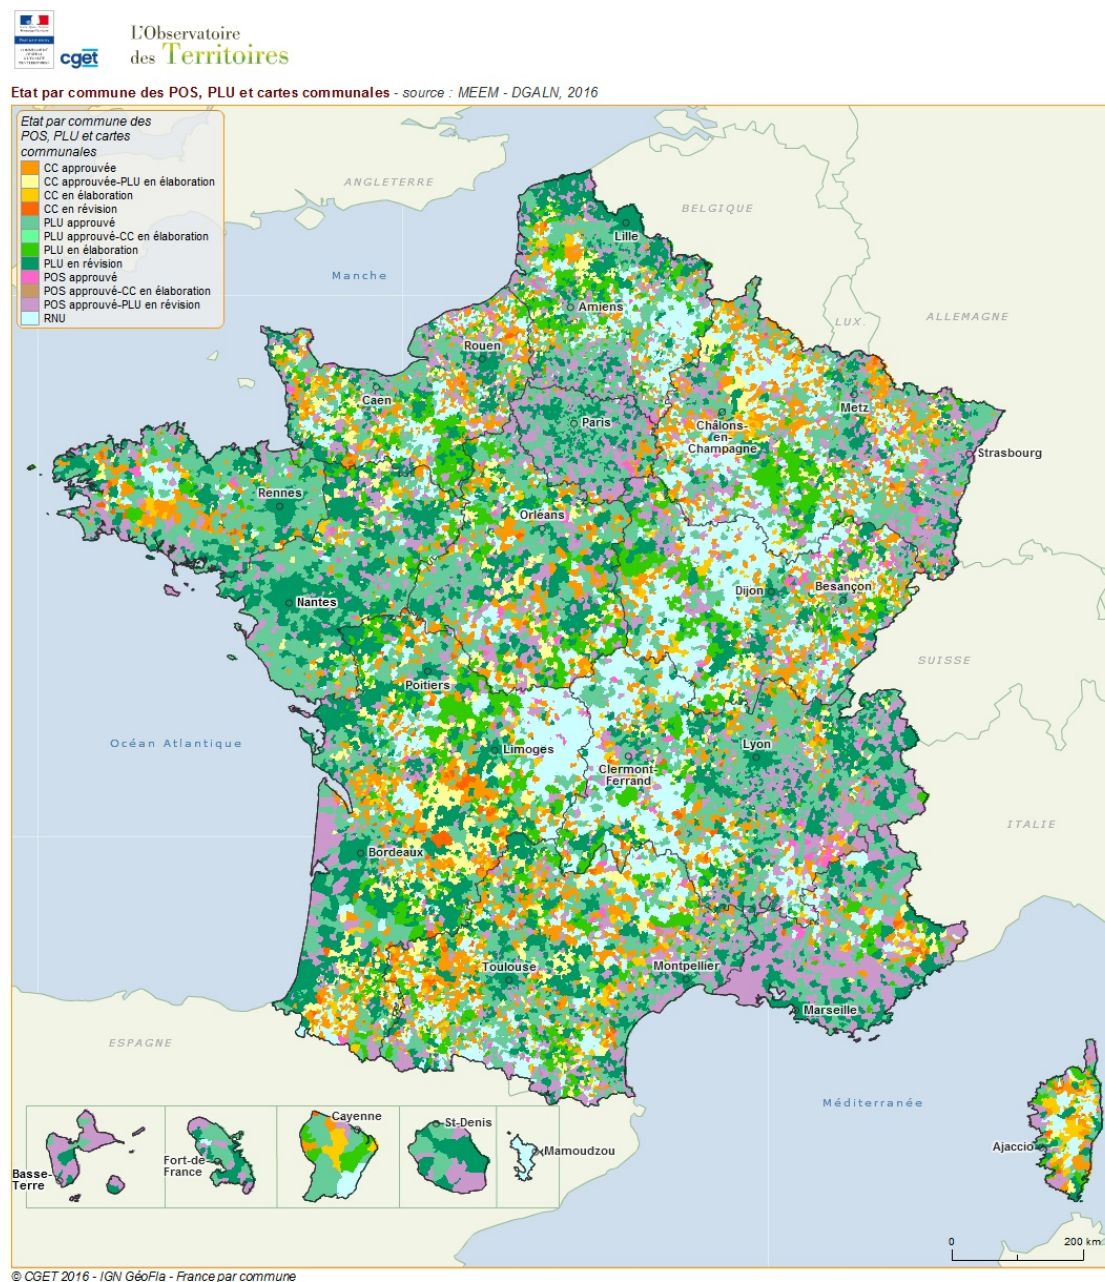 cget
L'Observatoire
des Territoires
Etat par commune des POS, PLU et cartes communales - source : MEEM - DGALN, 2016
Etat par commune des
POS, PLU et cartes
communales
CC approuvée
CC approuvée-PLU en élaboration
CC en élaboration
CC en révision
PLU approuvé
PLU approuvé-CC en élaboration
PLU en élaboration
PLU en révision
POS approuvé
POS approuvé-CC en élaboration
POS approuvé-PLU en révision
RNU
ANGLETERRE
BELGIQUE
Lille
Manche
Amiens
LUX.
ALLEMAGNE
Rouen
Caen
Metz
Paris
Châlons-
en-
Champagne
Strasbourg
Rennes
Orléans
Dijon
Besançon
Nantes
SUISSE
Poitiers
Océan Atlantique
Limoges
Lyon
Clermont-
Ferrand
ITALIE
Bordeaux
Toulouse
Montpellier
Marseille
ESPAGNE
Méditerranée
Ajaccio
Cayenne
St-Denis
Mamoudzou
Fort-de-
France
Basse-
Terre
0 200 km
© CGET 2016 - IGN GéoFla - France par commune